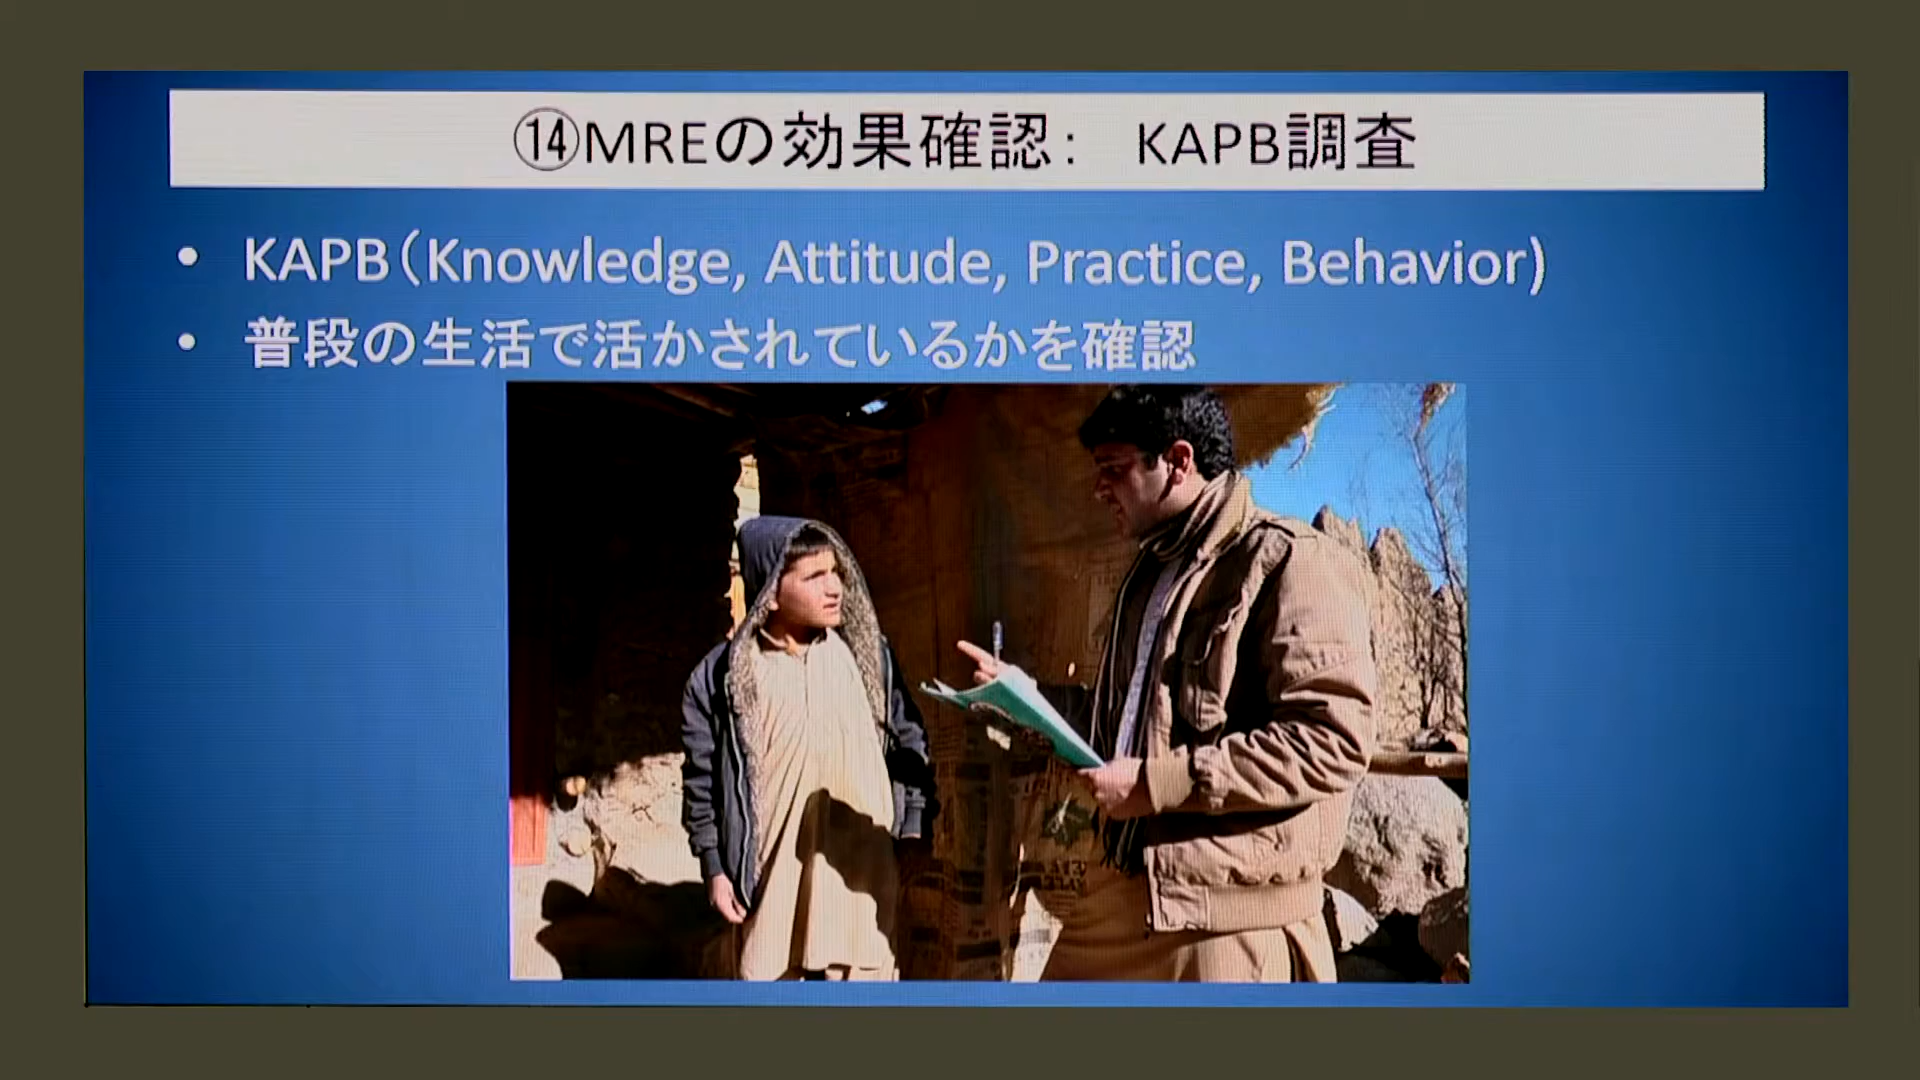 ⑭MREの効果確認： KAPB調査
• KAPB（Knowledge, Attitude, Practice, Behavior)
• 普段の生活で活かされているかを確認